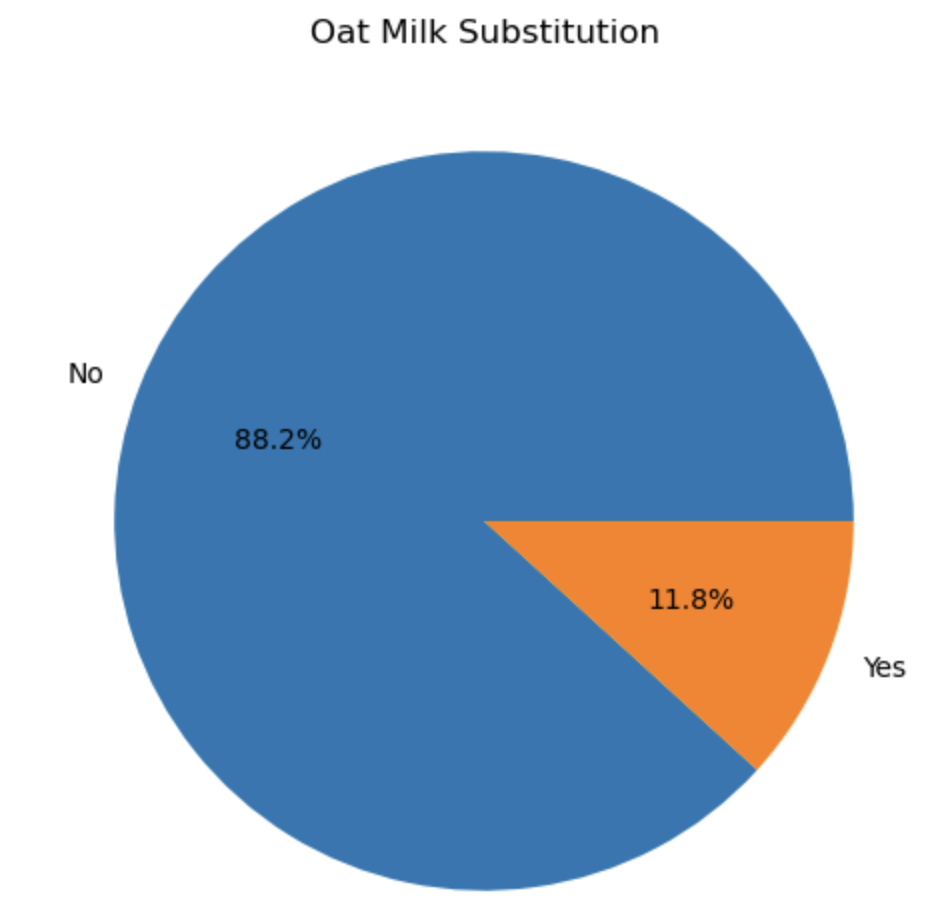 Oat Milk Substitution
No
88.2%
11.8%
Yes